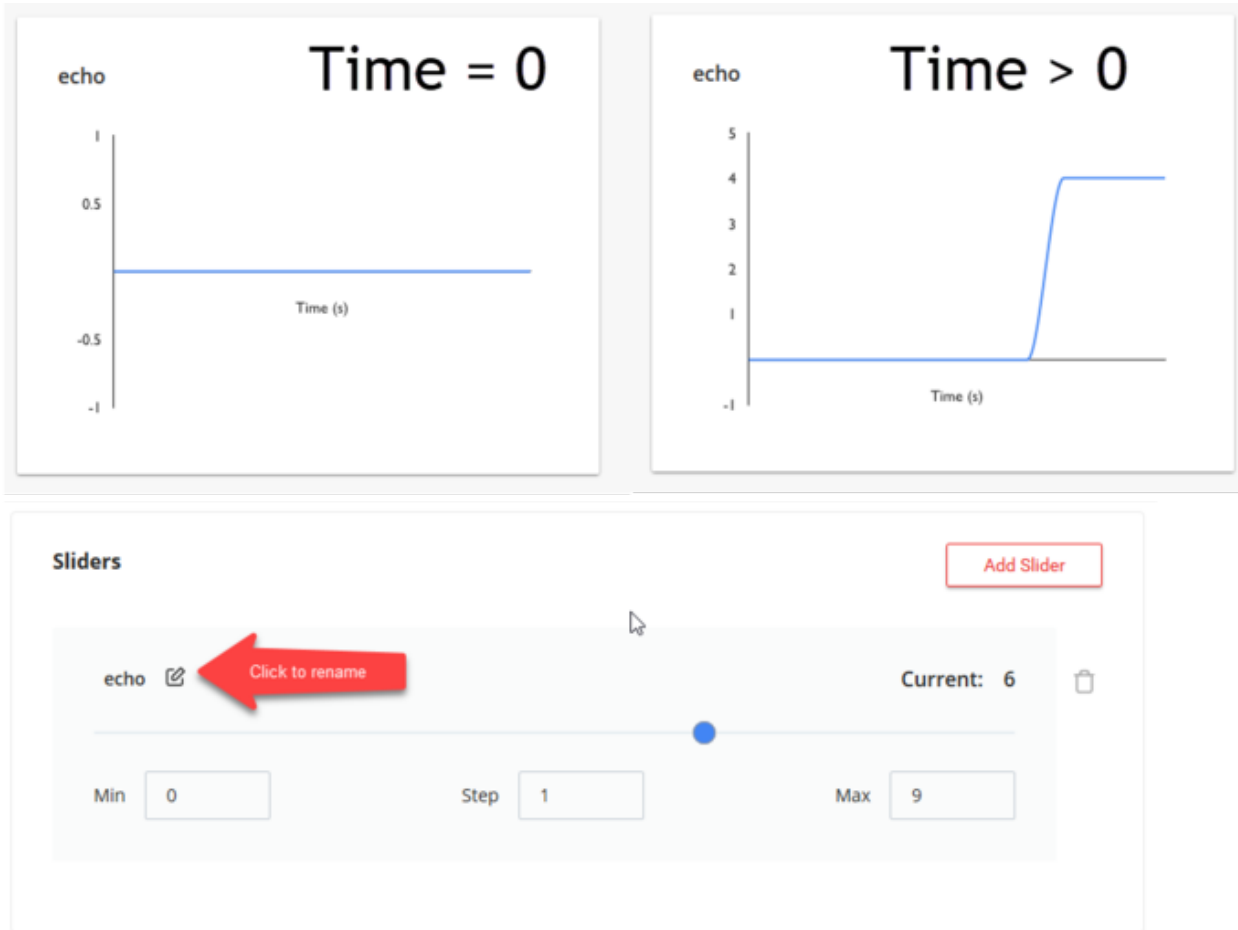 echo
Time = 0
1
0.5
Time (s)
-0.5
-1
echo
Time > 0
5
4
3
2
1
Time (s)
-1
Sliders
Add Slider
echo
Click to rename
Current: 6
Min 0
Step 1
Max 9